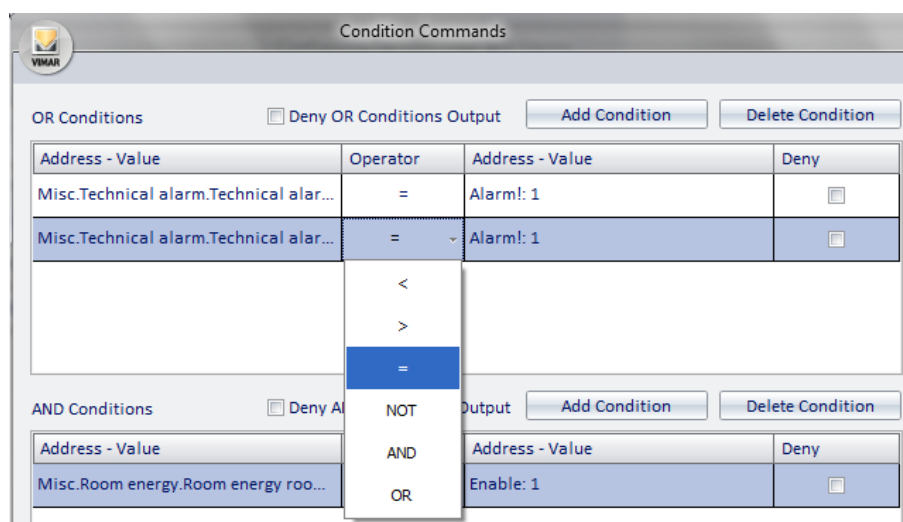 Condition Commands
VIMAR
OR Conditions Deny OR Conditions Output Add Condition Delete Condition
Address - Value Operator Address - Value Deny
Misc.Technical alarm.Technical alar... = Alarm!: 1
Misc.Technical alarm.Technical alar... = Alarm!: 1
<
>
=
AND Conditions Deny A Output Add Condition Delete Condition
NOT
Address - Value Address - Value Deny
AND
Misc.Room energy.Room energy roo... Enable: 1
OR